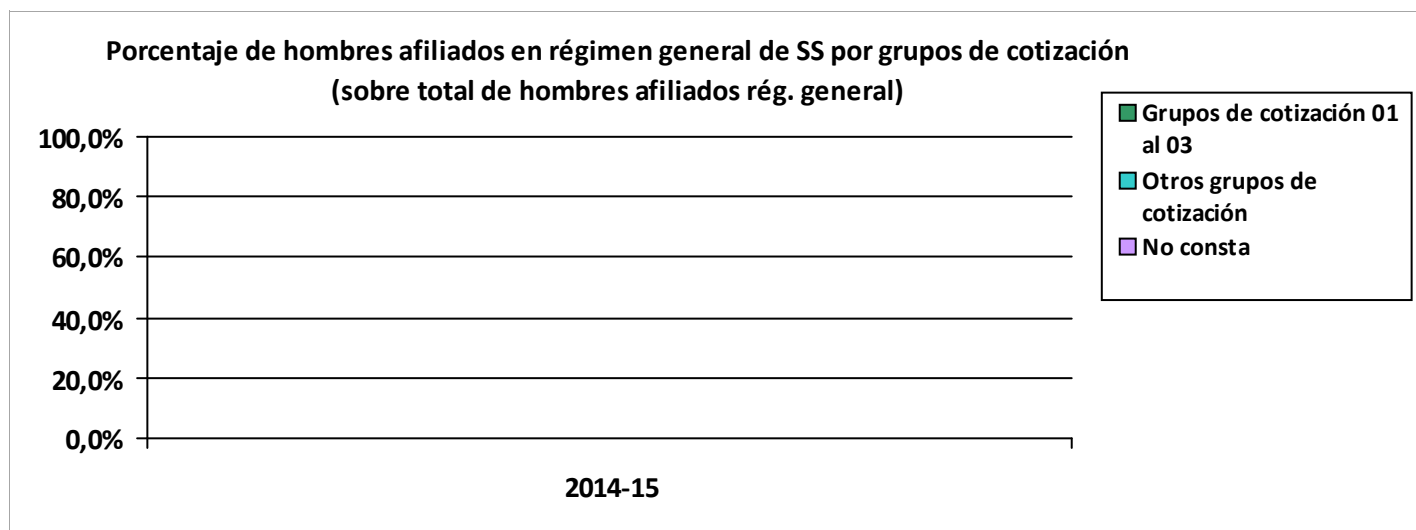 Porcentaje de hombres afiliados en régimen general de SS por grupos de cotización
(sobre total de hombres afiliados rég. general)
100,0%
80,0%
60,0%
40,0%
20,0%
0,0%
2014-15
Grupos de cotización 01
al 03
Otros grupos de
cotización
No consta